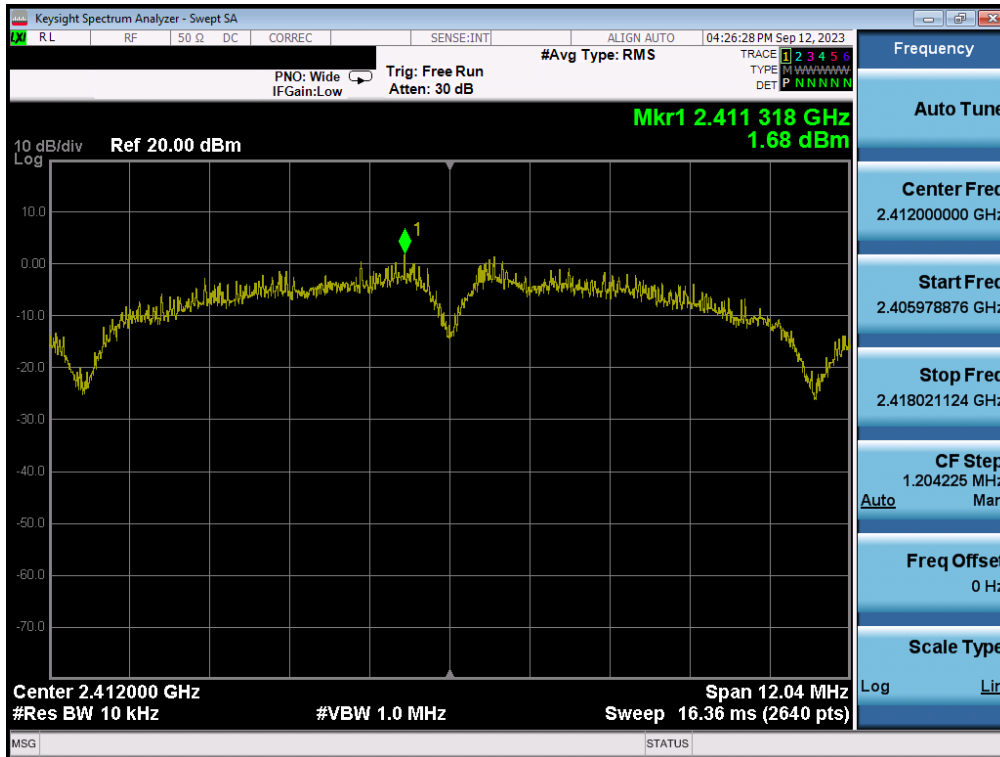 Keysight Spectrum Analyzer - Swept SA
LXI RL RF 50 Ω DC CORREC SENSE:INT ALIGN AUTO 04:26:28 PM Sep 12, 2023
#Avg Type: RMS TRACE 1 2 3 4 5 6
PNO: Wide Trig: Free Run TYPE M WWWWW
IFGain:Low Atten: 30 dB DET P NNNNN
Mkr1 2.411 318 GHz
1.68 dBm
10 dB/div Ref 20.00 dBm
Log
10.0
1
0.00
-10.0
-20.0
-30.0
-40.0
-50.0
-60.0
-70.0
Center 2.412000 GHz Span 12.04 MHz
#Res BW 10 kHz #VBW 1.0 MHz Sweep 16.36 ms (2640 pts)
MSG STATUS
Frequency
Auto Tune
Center Freq
2.412000000 GHz
Start Freq
2.405978876 GHz
Stop Freq
2.418021124 GHz
CF Step
1.204225 MHz
Auto Man
Freq Offset
0 Hz
Scale Type
Log Lin